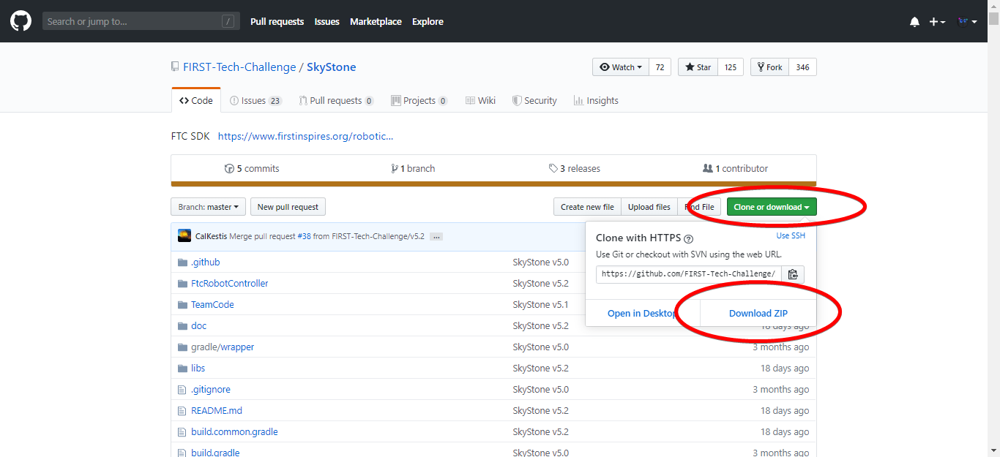 Search or jump to... / Pull requests Issues Marketplace Explore
FIRST-Tech-Challenge / SkyStone Watch 72 Star 125 Fork 346
Code Issues 23 Pull requests 0 Projects 0 Wiki Security Insights
FTC SDK https://www.firstinspires.org/robotic...
5 commits 1 branch 3 releases 1 contributor
Branch: master New pull request Create new file Upload files File Clone or download
CalKestis Merge pull request #38 from FIRST-Tech-Challenge/v5.2 ...
Clone with HTTPS ? Use SSH
Use Git or checkout with SVN using the web URL.
https://github.com/FIRST-Tech-Challenge/
Open in Desktop Download ZIP
.github SkyStone v5.0
FtcRobotController SkyStone v5.2
TeamCode SkyStone v5.1
doc SkyStone v5.2 18 days ago
gradle/wrapper SkyStone v5.0 3 months ago
libs SkyStone v5.2 18 days ago
.gitignore SkyStone v5.0 3 months ago
README.md SkyStone v5.2 18 days ago
build.common.gradle SkyStone v5.2 18 days ago
build.gradle SkyStone v5.0 3 months ago